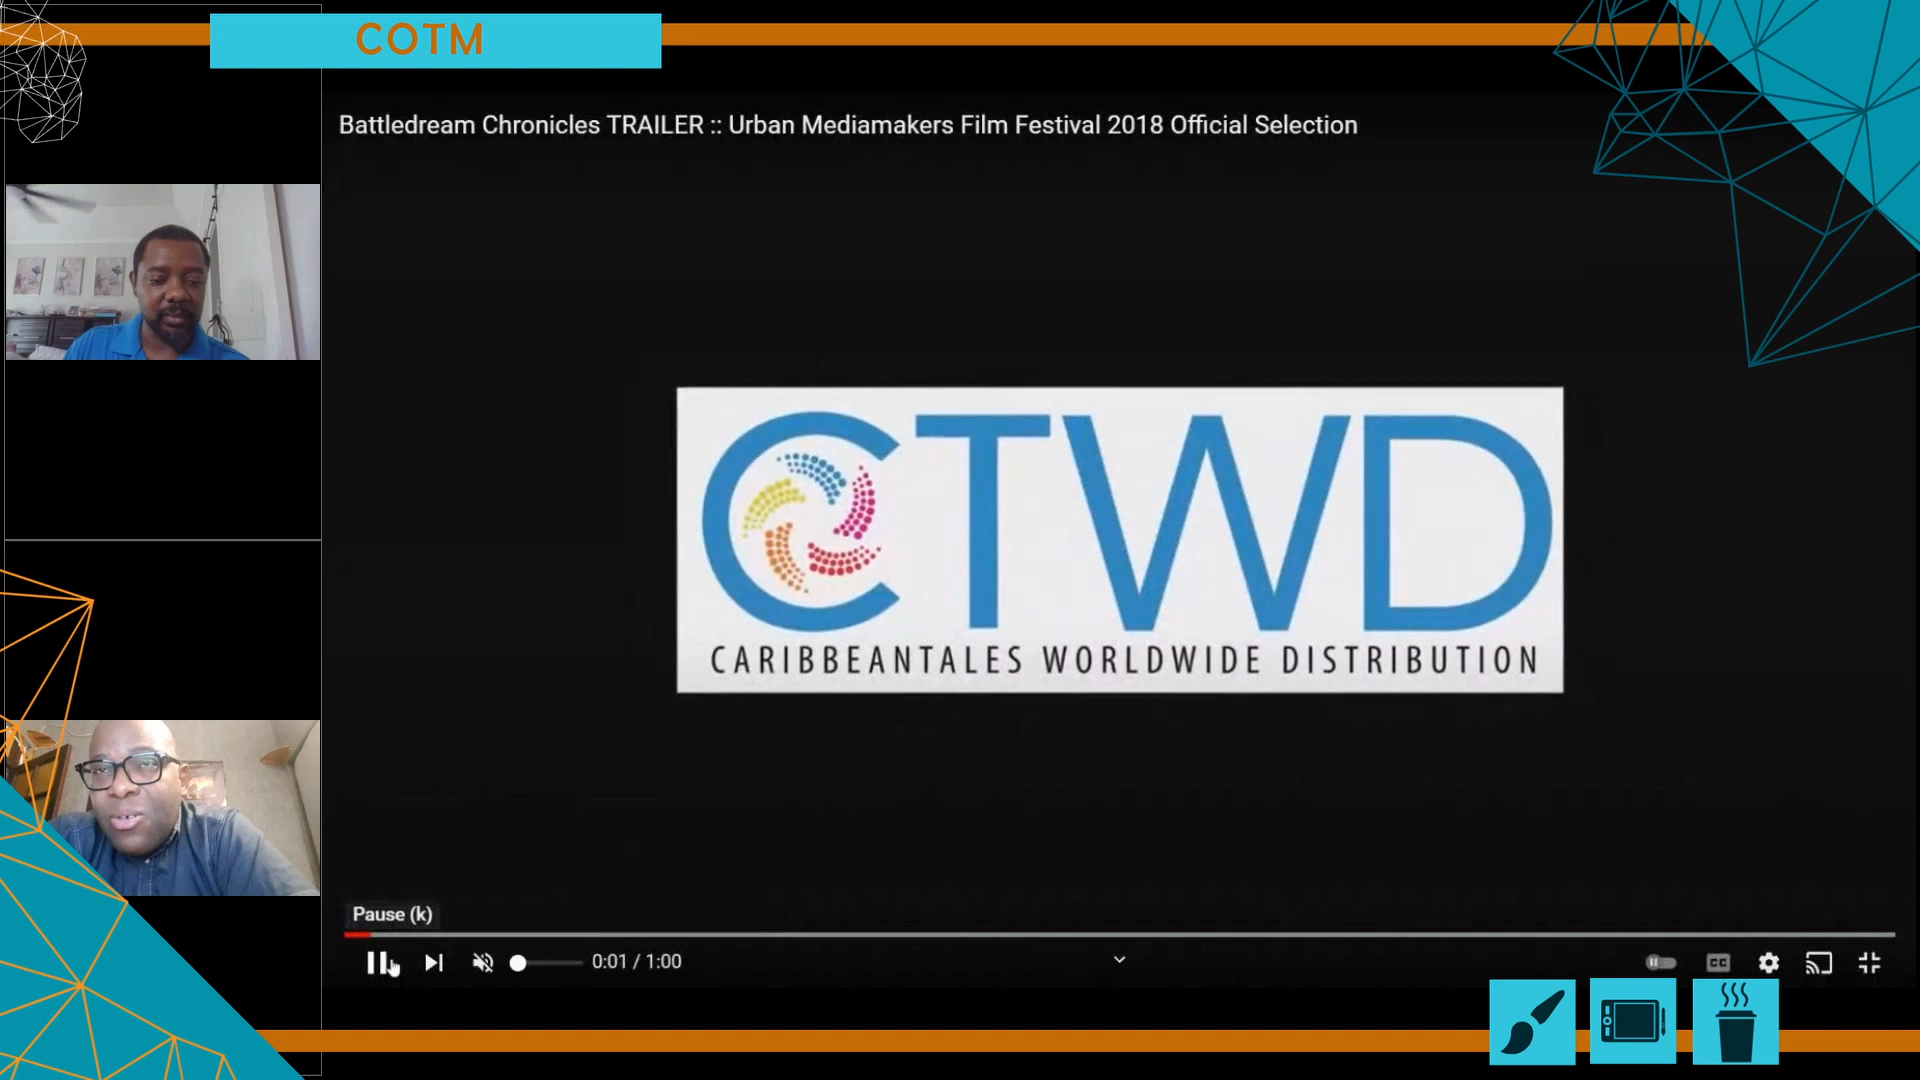 COTM
Battledream Chronicles TRAILER :: Urban Mediamakers Film Festival 2018 Official Selection
CTWD
CARIBBEANTALES WORLDWIDE DISTRIBUTION
Pause (k)
0:01 / 1:00
CC